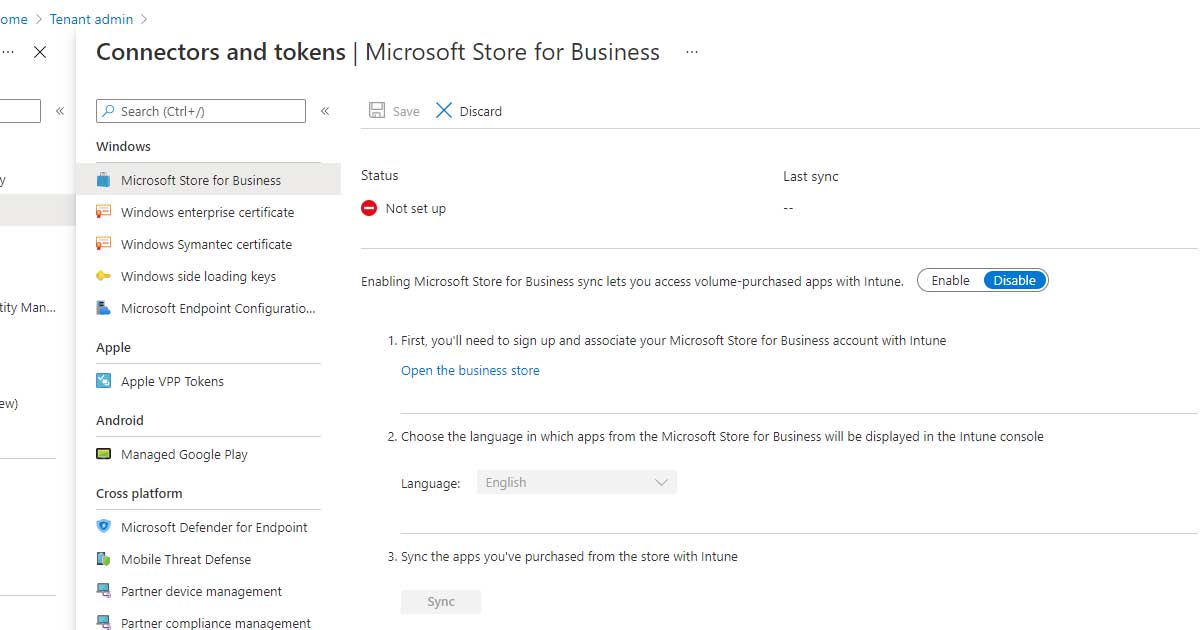 ome > Tenant admin >
Connectors and tokens | Microsoft Store for Business ...
... 
« Search (Ctrl+/) «
Save Discard
Windows
Microsoft Store for Business
Windows enterprise certificate
Windows Symantec certificate
Windows side loading keys
Microsoft Endpoint Configuratio...
Apple
Apple VPP Tokens
Android
Managed Google Play
Cross platform
Microsoft Defender for Endpoint
Mobile Threat Defense
Partner device management
Partner compliance management
y
tity Man...
ew)
Status
Not set up
Last sync
--
Enabling Microsoft Store for Business sync lets you access volume-purchased apps with Intune. Enable Disable
1. First, you'll need to sign up and associate your Microsoft Store for Business account with Intune
Open the business store
2. Choose the language in which apps from the Microsoft Store for Business will be displayed in the Intune console
Language: English
3. Sync the apps you've purchased from the store with Intune
Sync